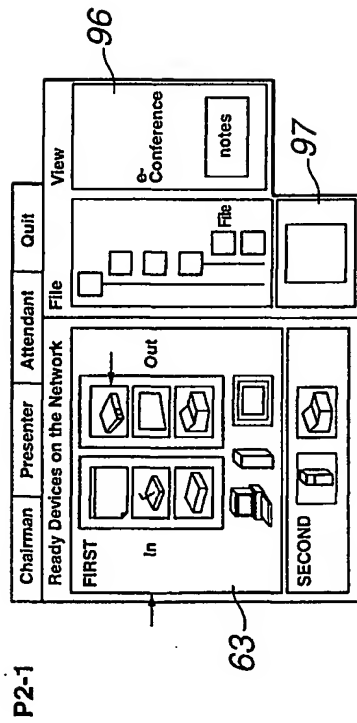 P2-1
Chairman Presenter Attendant Quit
Ready Devices on the Network
File
View
FIRST
In
Out
File
e-
Conference
notes
SECOND
63
96
97